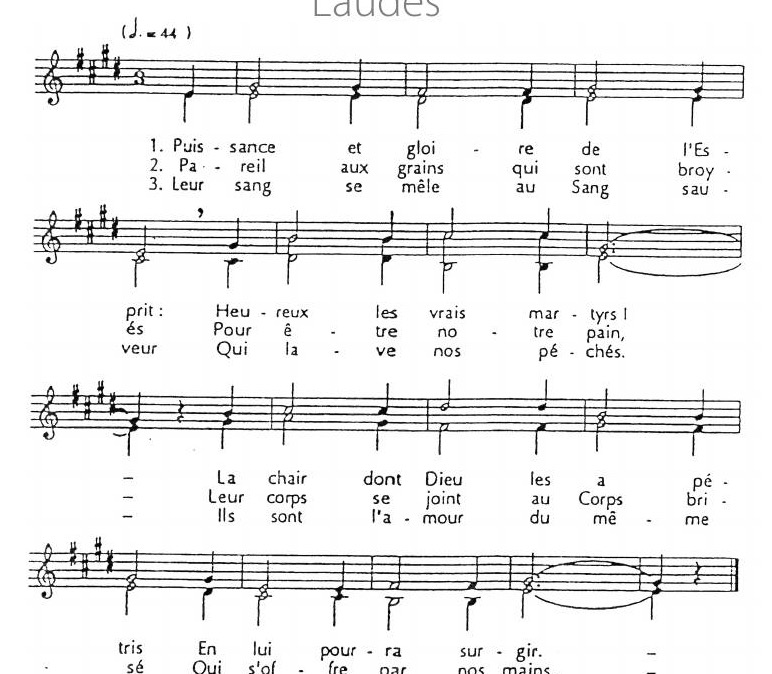 Laudes
(𝅗𝅥. = 44 )
1. Puis - sance et gloi - re de l'Es -
2. Pa - reil aux grains qui sont broy -
3. Leur sang se mêle au Sang sau -
prit : Heu - reux les vrais mar - tyrs !
és Pour ê - tre no - tre pain,
veur Qui la - ve nos pé - chés.
– La chair dont Dieu les a pé -
– Leur corps se joint au Corps bri -
– Ils sont l'a - mour du mê - me
tris En lui pour - ra sur - gir. –
sé Qui s'of - fre par nos mains –